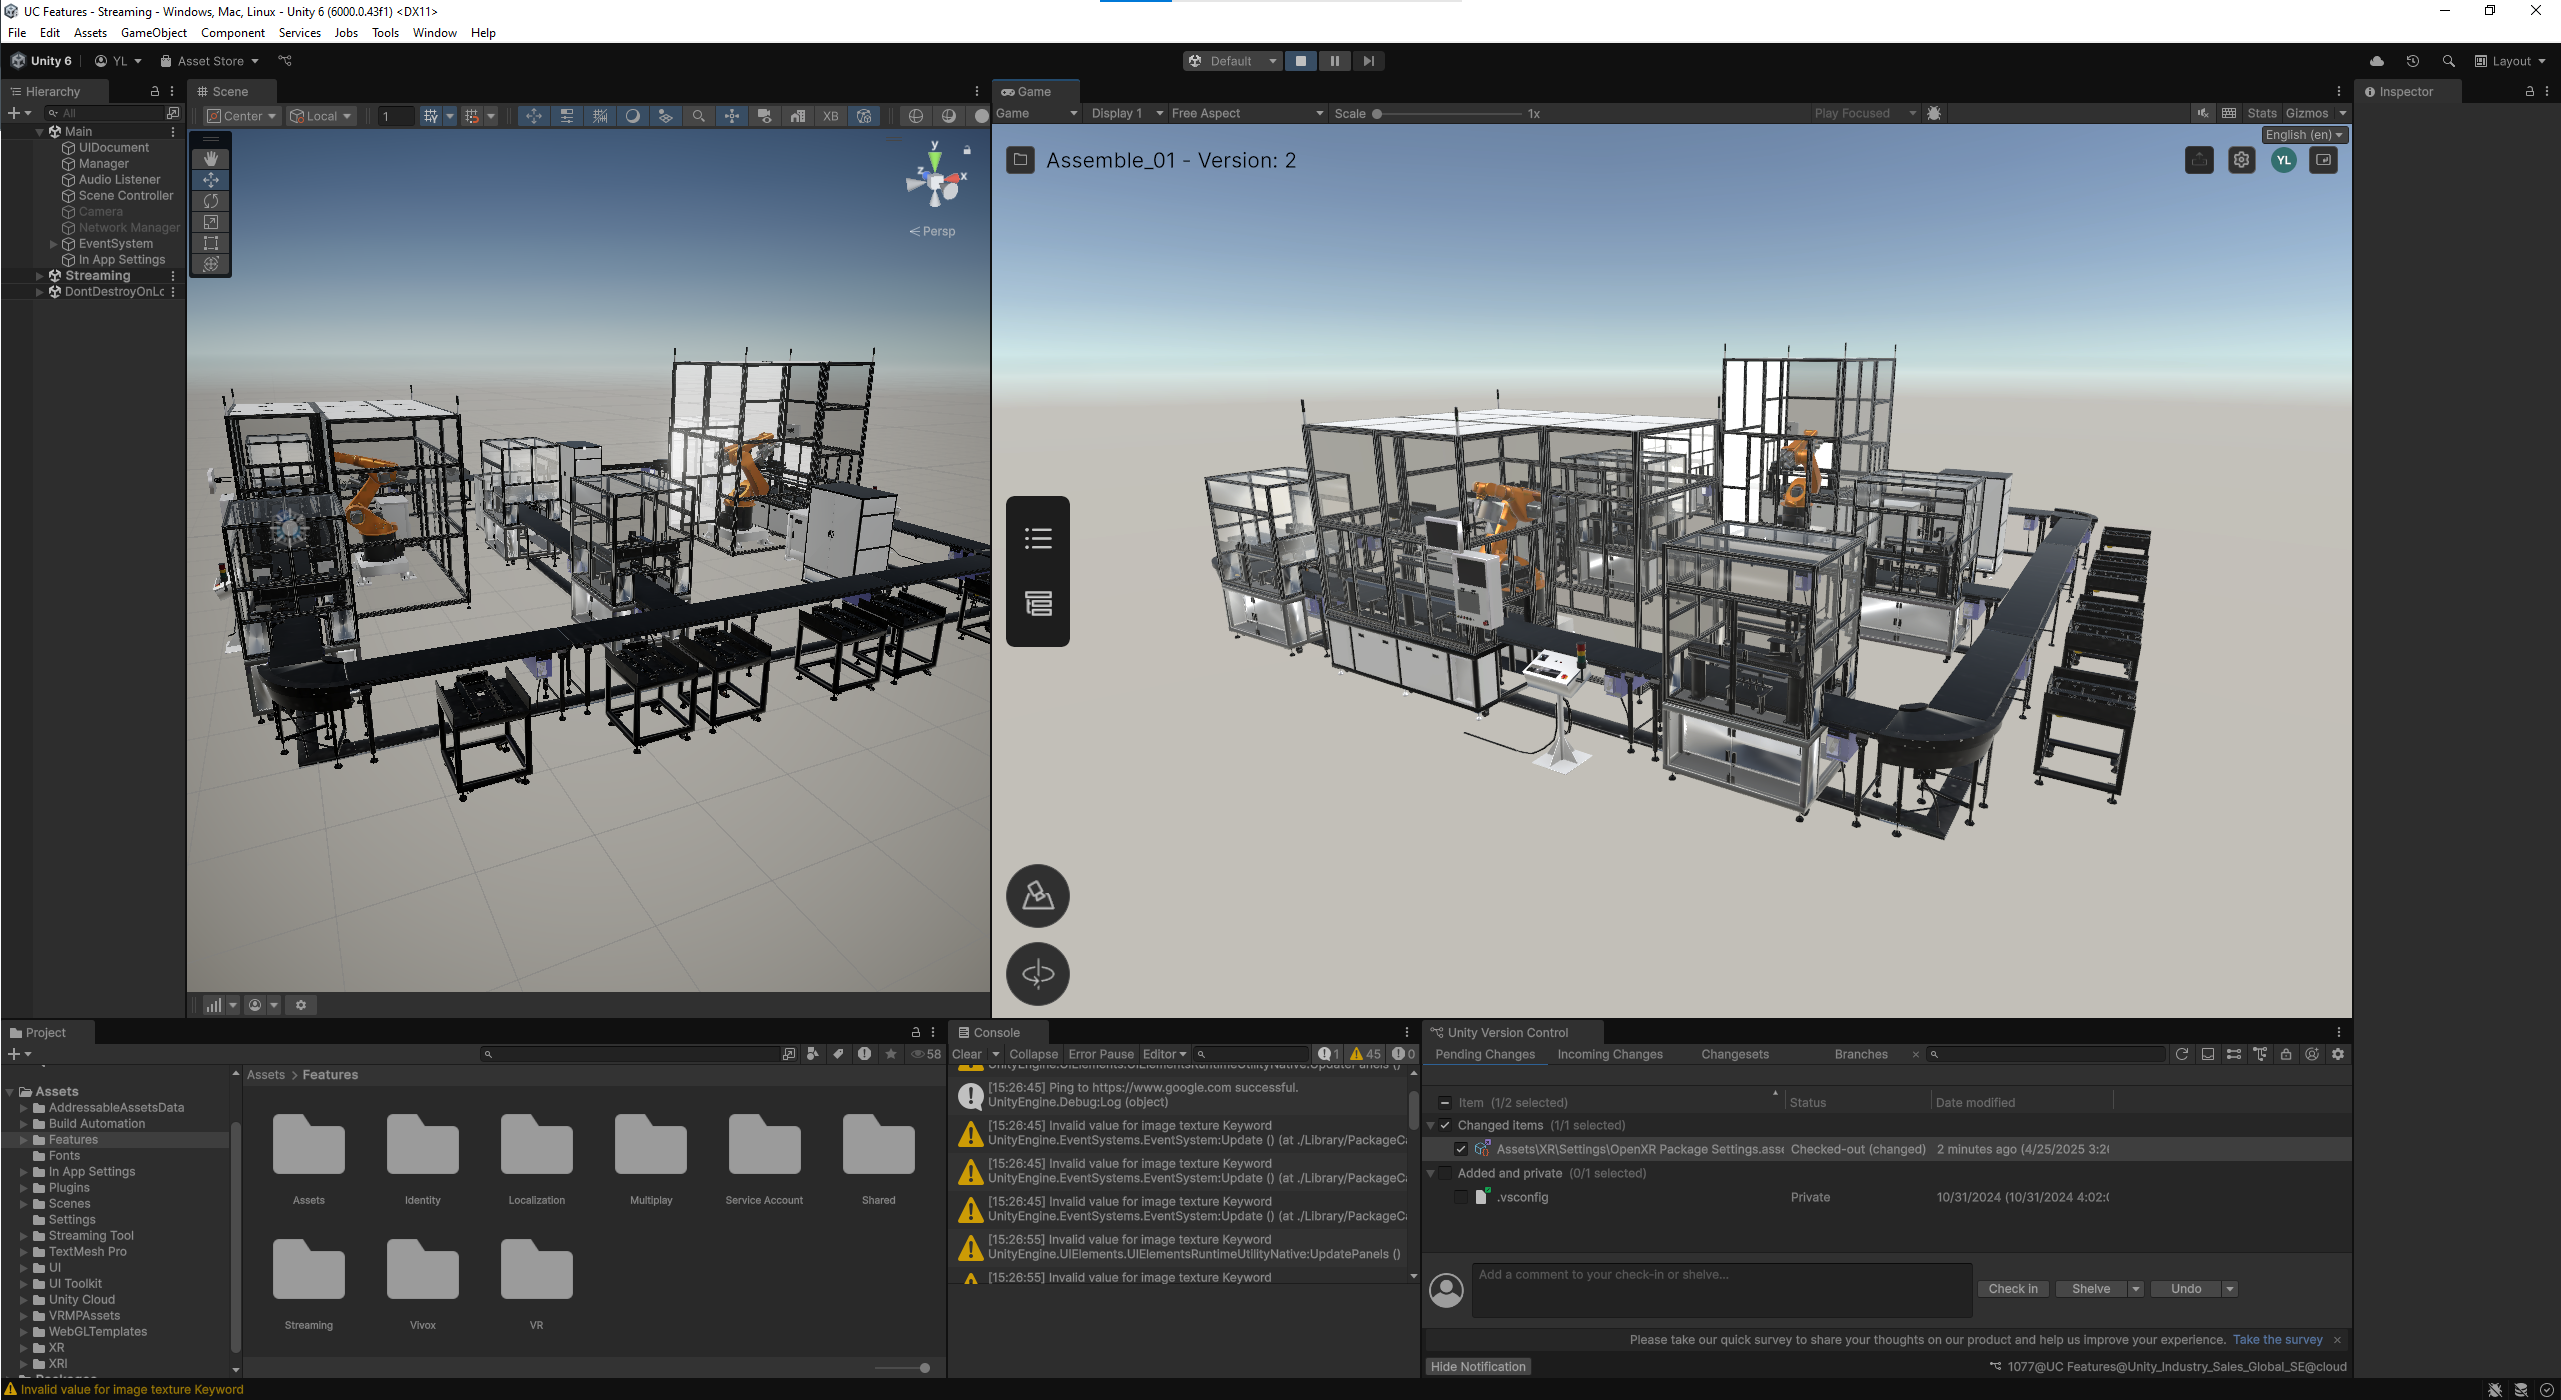 UC Features - Streaming - Windows, Mac, Linux - Unity 6 (6000.0.43f1) <DX11>
File Edit Assets GameObject Component Services Jobs Tools Window Help
Unity 6 YL Asset Store Default Layout
Hierarchy Scene Game Inspector
All Center Local 1 XB Game Display 1 Free Aspect Scale 1x Play Focused Stats Gizmos
Main
UIDocument
Manager
Audio Listener
Scene Controller
Camera
Network Manager
EventSystem
In App Settings
Streaming
DontDestroyOnLo
y
z
x
Persp
English (en)
Assemble_01 - Version: 2
YL
Project Console Unity Version Control
58
Clear Collapse Error Pause Editor 1 45 0
Pending Changes Incoming Changes Changesets Branches
Assets
AddressableAssetsData
Build Automation
Features
Fonts
In App Settings
Plugins
Scenes
Settings
Streaming Tool
TextMesh Pro
UI
UI Toolkit
Unity Cloud
VRMPAssets
WebGLTemplates
XR
XRI
Assets > Features
Assets Identity Localization Multiplay Service Account Shared
Streaming Vivox VR
UnityEngine.UIElements.UIElementsRuntimeUtilityNative:UpdatePanels ()
[15:26:45] Ping to https://www.google.com successful.
UnityEngine.Debug:Log (object)
[15:26:45] Invalid value for image texture Keyword
UnityEngine.EventSystems.EventSystem:Update () (at ./Library/PackageCa
[15:26:45] Invalid value for image texture Keyword
UnityEngine.EventSystems.EventSystem:Update () (at ./Library/PackageCa
[15:26:45] Invalid value for image texture Keyword
UnityEngine.EventSystems.EventSystem:Update () (at ./Library/PackageCa
[15:26:55] Invalid value for image texture Keyword
UnityEngine.UIElements.UIElementsRuntimeUtilityNative:UpdatePanels ()
[15:26:55] Invalid value for image texture Keyword
Item (1/2 selected) Status Date modified
Changed items (1/1 selected)
Assets\XR\Settings\OpenXR Package Settings.asse Checked-out (changed) 2 minutes ago (4/25/2025 3:2
Added and private (0/1 selected)
.vsconfig Private 10/31/2024 (10/31/2024 4:02:
Add a comment to your check-in or shelve...
Check in Shelve Undo
Please take our quick survey to share your thoughts on our product and help us improve your experience. Take the survey
Hide Notification
1077@UC Features@Unity_Industry_Sales_Global_SE@cloud
Invalid value for image texture Keyword